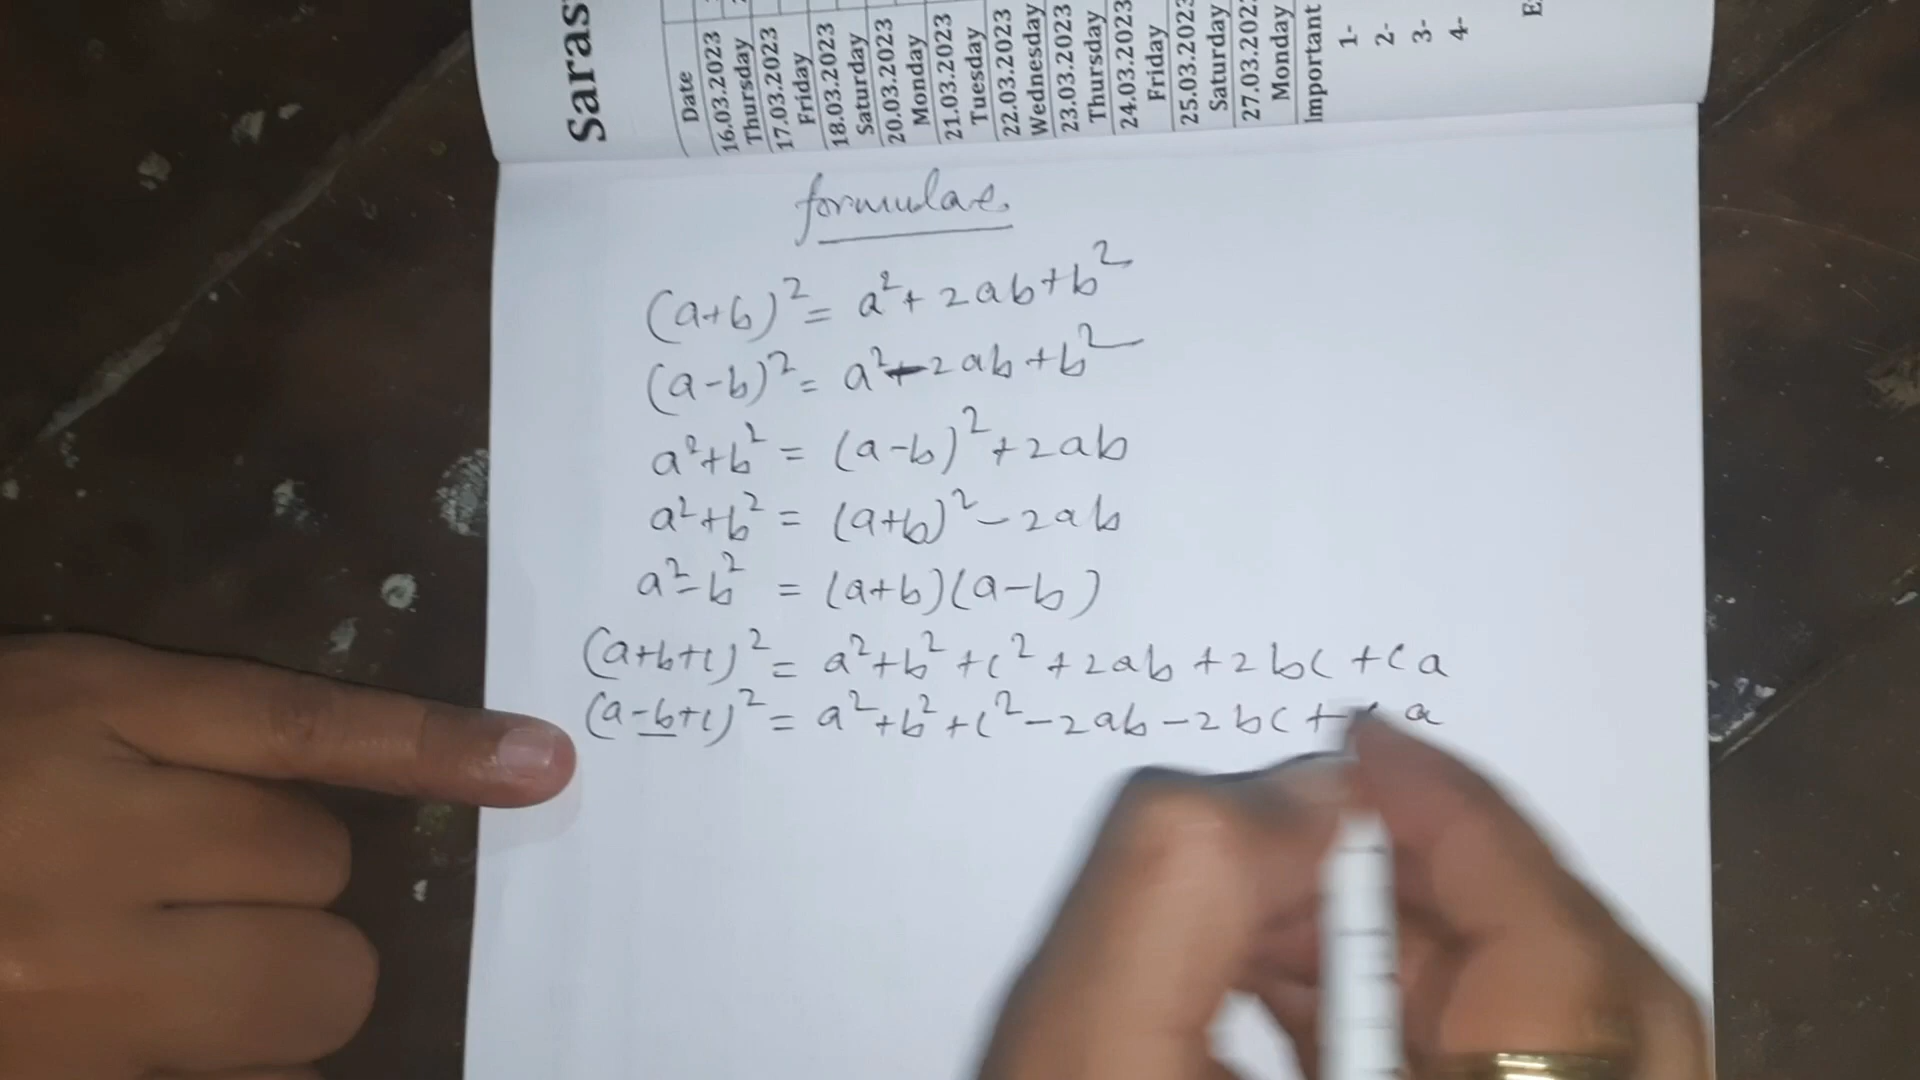 Saras
Date
16.03.2023
Thursday
17.03.2023
Friday
18.03.2023
Saturday
20.03.2023
Monday
21.03.2023
Tuesday
22.03.2023
Wednesday
23.03.2023
Thursday
24.03.2023
Friday
25.03.2023
Saturday
27.03.202
Monday
Important
1-
2-
3-
4-
formulae.
(a+b)² = a² + 2ab + b²
(a-b)² = a² - 2ab + b²
a² + b² = (a-b)² + 2ab
a² + b² = (a+b)² - 2ab
a² - b² = (a+b)(a-b)
(a+b+c)² = a² + b² + c² + 2ab + 2bc + ca
(a-b+c)² = a² + b² + c² - 2ab - 2bc + a